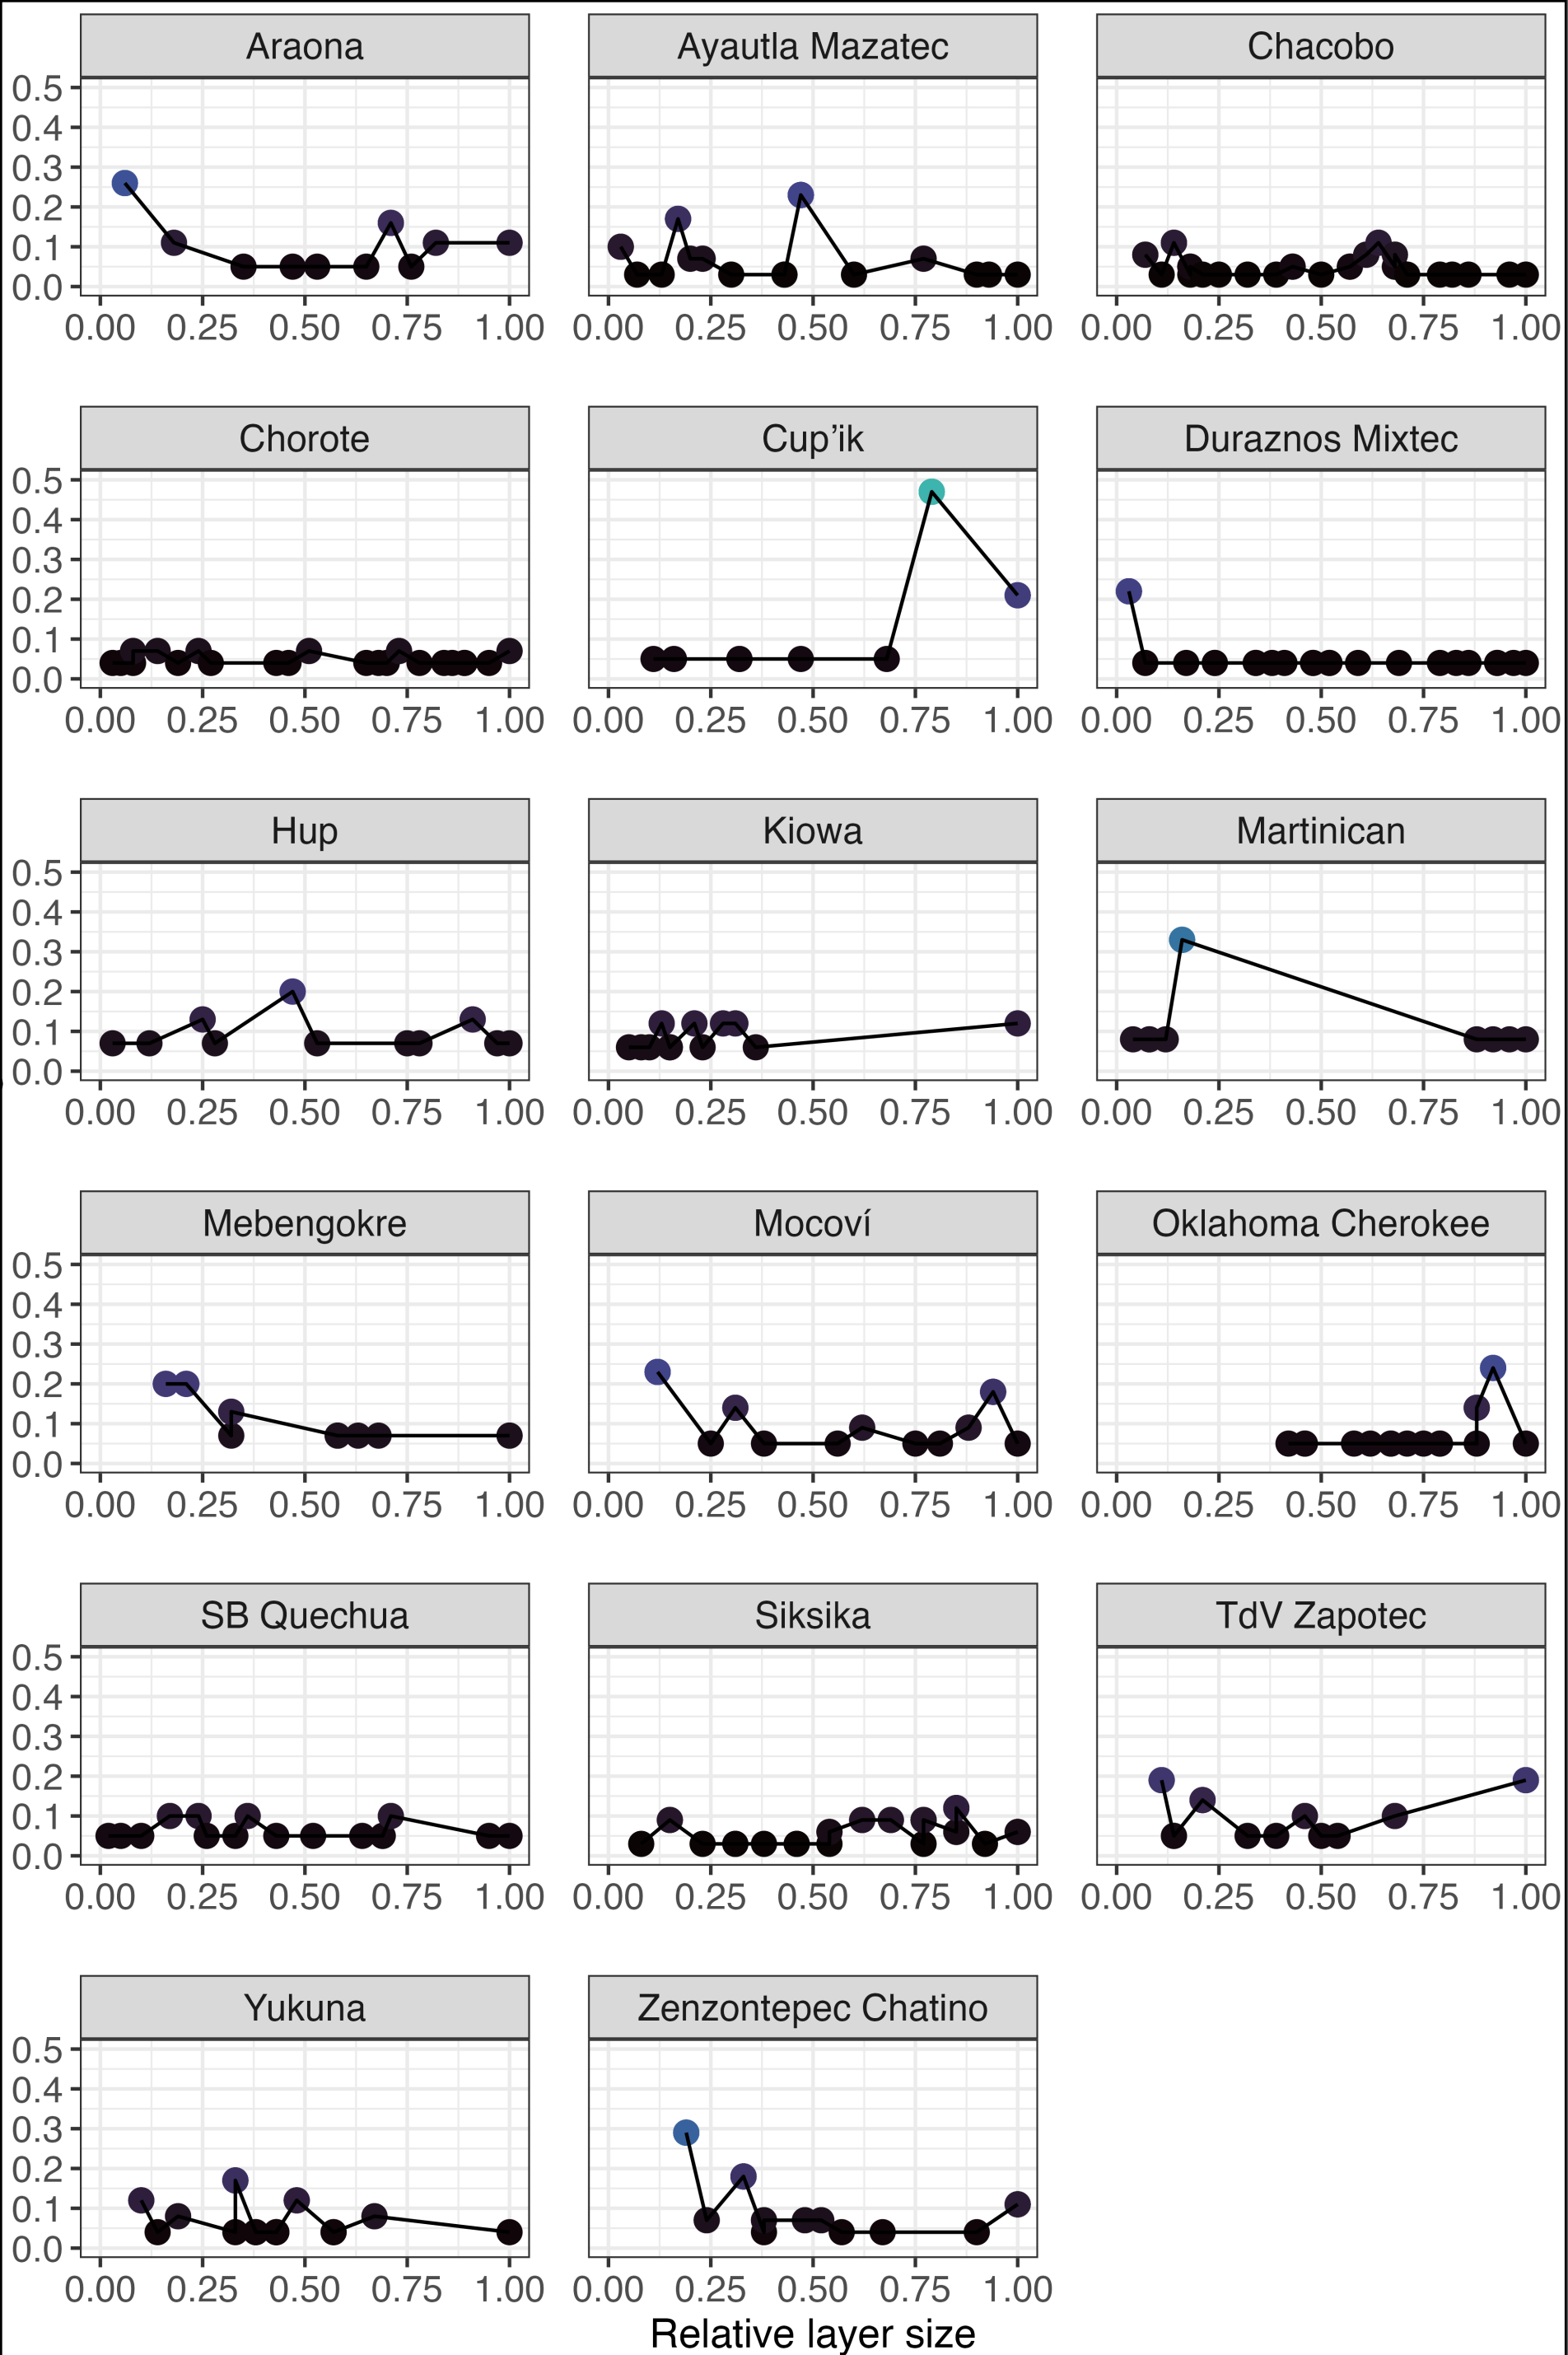 Araona Ayautla Mazatec Chacobo
0.5
0.4
0.3
0.2
0.1
0.0
0.00 0.25 0.50 0.75 1.00 0.00 0.25 0.50 0.75 1.00 0.00 0.25 0.50 0.75 1.00
Chorote Cup’ik Duraznos Mixtec
0.5
0.4
0.3
0.2
0.1
0.0
0.00 0.25 0.50 0.75 1.00 0.00 0.25 0.50 0.75 1.00 0.00 0.25 0.50 0.75 1.00
Hup Kiowa Martinican
0.5
0.4
0.3
0.2
0.1
0.0
0.00 0.25 0.50 0.75 1.00 0.00 0.25 0.50 0.75 1.00 0.00 0.25 0.50 0.75 1.00
Mebengokre Mocoví Oklahoma Cherokee
0.5
0.4
0.3
0.2
0.1
0.0
0.00 0.25 0.50 0.75 1.00 0.00 0.25 0.50 0.75 1.00 0.00 0.25 0.50 0.75 1.00
SB Quechua Siksika TdV Zapotec
0.5
0.4
0.3
0.2
0.1
0.0
0.00 0.25 0.50 0.75 1.00 0.00 0.25 0.50 0.75 1.00 0.00 0.25 0.50 0.75 1.00
Yukuna Zenzontepec Chatino
0.5
0.4
0.3
0.2
0.1
0.0
0.00 0.25 0.50 0.75 1.00 0.00 0.25 0.50 0.75 1.00
Relative layer size